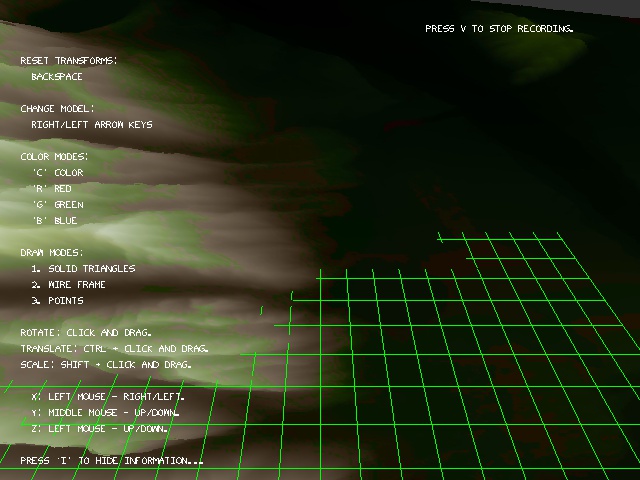 PRESS V TO STOP RECORDING.
RESET TRANSFORMS:
BACKSPACE
CHANGE MODEL:
RIGHT/LEFT ARROW KEYS
COLOR MODES:
'C' COLOR
'R' RED
'G' GREEN
'B' BLUE
DRAW MODES:
1. SOLID TRIANGLES
2. WIRE FRAME
3. POINTS
ROTATE: CLICK AND DRAG.
TRANSLATE: CTRL + CLICK AND DRAG.
SCALE: SHIFT + CLICK AND DRAG.
X: LEFT MOUSE - RIGHT/LEFT.
Y: MIDDLE MOUSE - UP/DOWN.
Z: LEFT MOUSE - UP/DOWN.
PRESS 'I' TO HIDE INFORMATION...